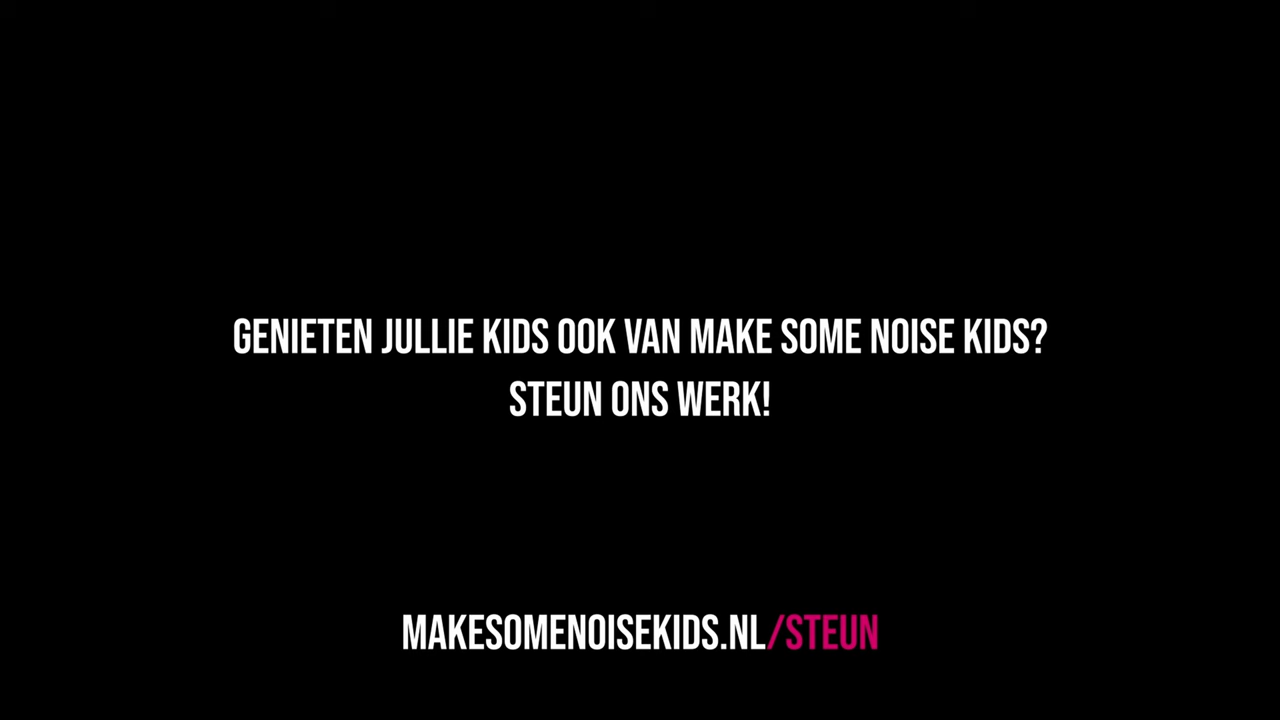 GENIETEN JULLIE KIDS OOK VAN MAKE SOME NOISE KIDS?
STEUN ONS WERK!
MAKESOMENOISEKIDS.NL/STEUN